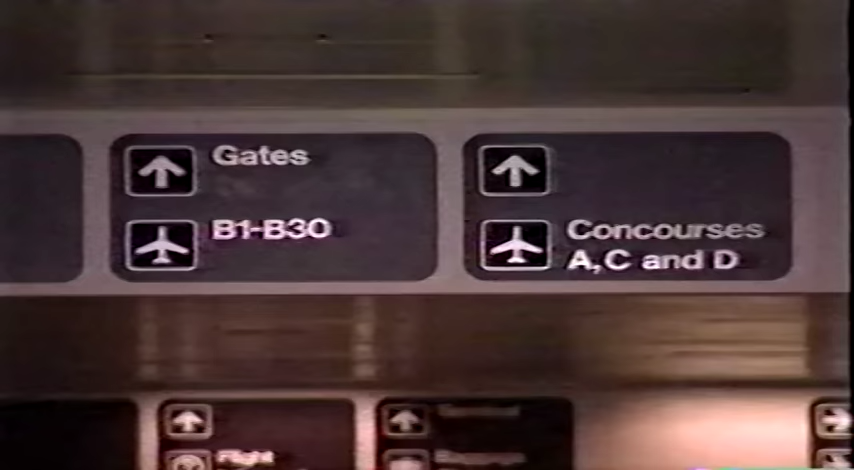 Gates
B1-B30
Concourses
A,C and D
Flight